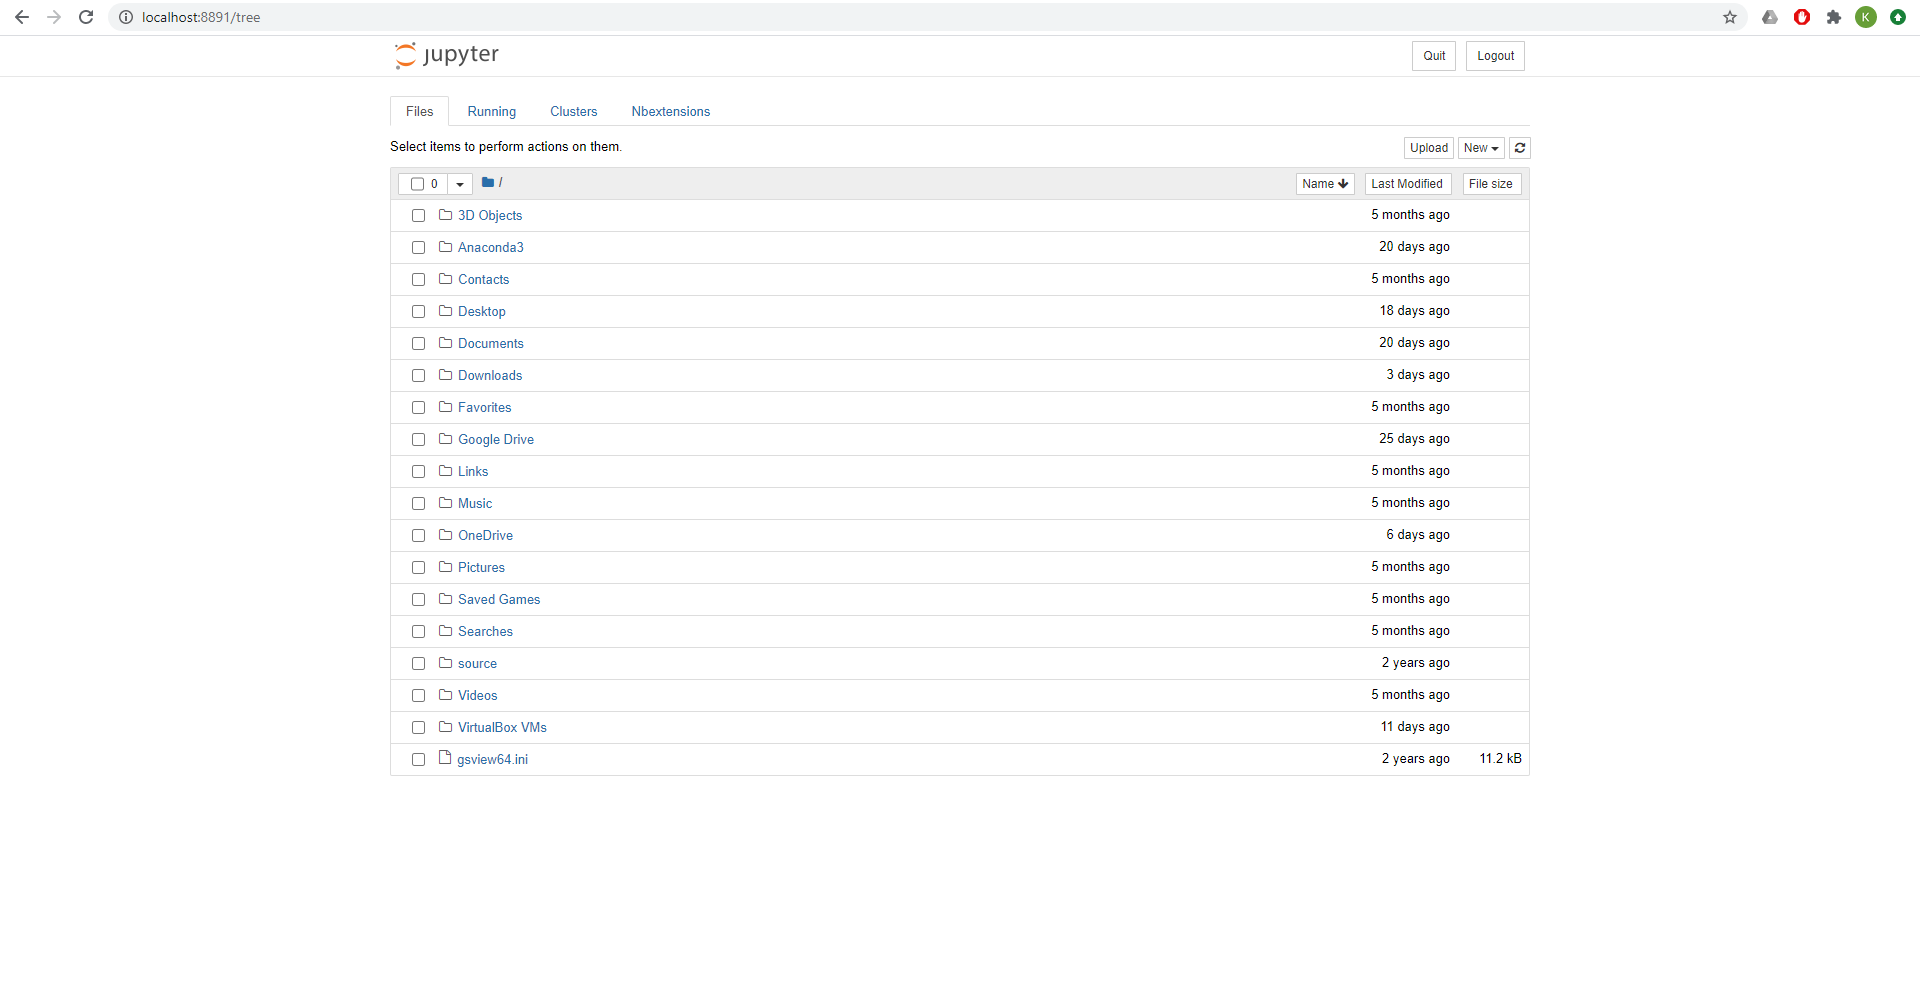 localhost:8891/tree
K
jupyter
Quit Logout
Files Running Clusters Nbextensions
Select items to perform actions on them.
Upload New
0 / Name Last Modified File size
3D Objects 5 months ago
Anaconda3 20 days ago
Contacts 5 months ago
Desktop 18 days ago
Documents 20 days ago
Downloads 3 days ago
Favorites 5 months ago
Google Drive 25 days ago
Links 5 months ago
Music 5 months ago
OneDrive 6 days ago
Pictures 5 months ago
Saved Games 5 months ago
Searches 5 months ago
source 2 years ago
Videos 5 months ago
VirtualBox VMs 11 days ago
gsview64.ini 2 years ago 11.2 kB